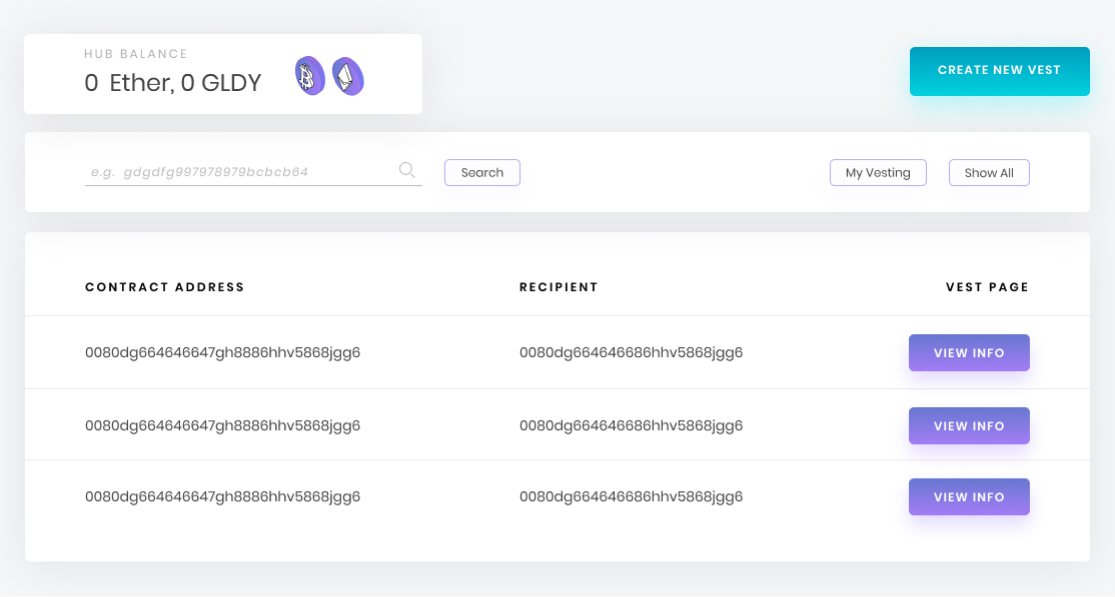 HUB BALANCE
0 Ether, 0 GLDY
CREATE NEW VEST
e.g. gdgdfg997978979bcbcb64
Search
My Vesting
Show All
CONTRACT ADDRESS RECIPIENT VEST PAGE
0080dg664646647gh8886hhv5868jgg6 0080dg664646686hhv5868jgg6 VIEW INFO
0080dg664646647gh8886hhv5868jgg6 0080dg664646686hhv5868jgg6 VIEW INFO
0080dg664646647gh8886hhv5868jgg6 0080dg664646686hhv5868jgg6 VIEW INFO